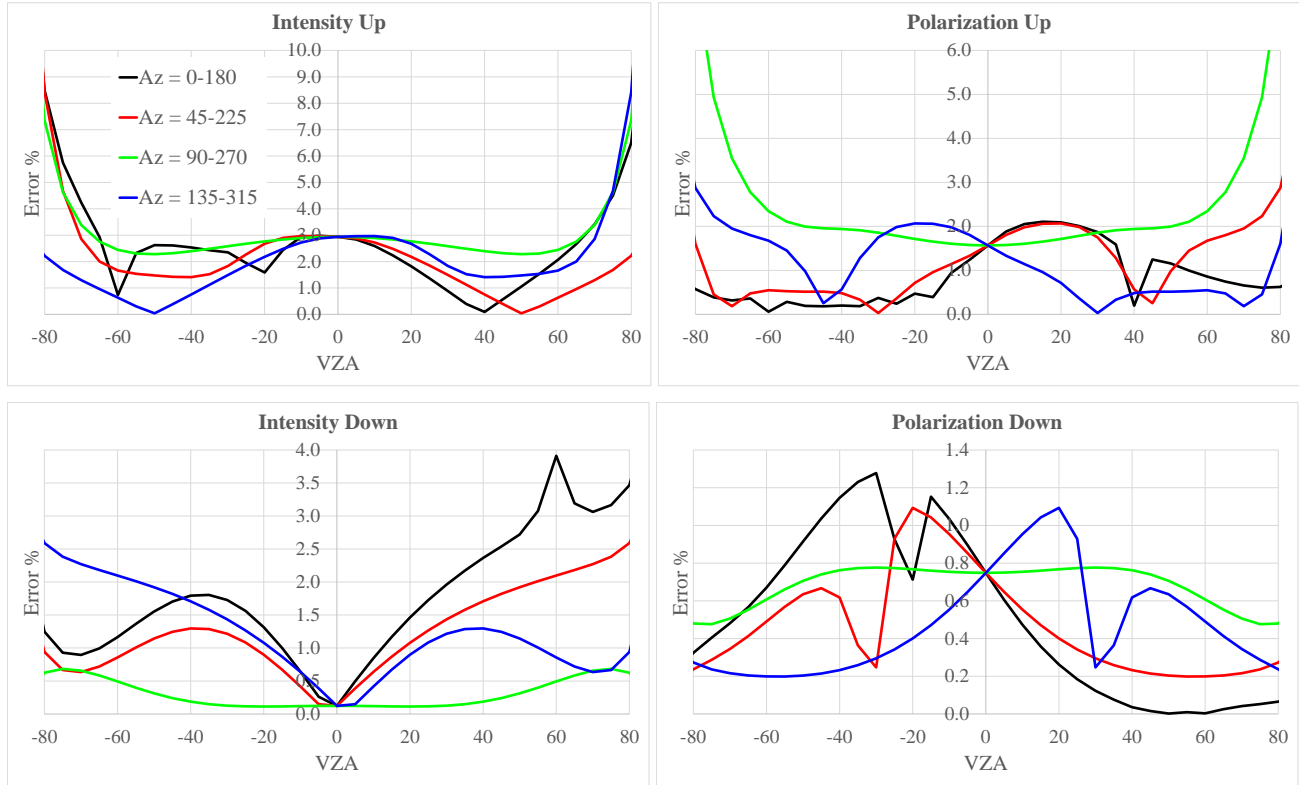 Intensity Up
10.0
9.0
8.0
7.0
6.0
5.0
4.0
3.0
2.0
1.0
0.0
Error %
Az = 0-180
Az = 45-225
Az = 90-270
Az = 135-315
-80 -60 -40 -20 0 20 40 60 80
VZA
Polarization Up
6.0
5.0
4.0
3.0
2.0
1.0
0.0
Error %
-80 -60 -40 -20 0 20 40 60 80
VZA
Intensity Down
4.0
3.5
3.0
2.5
2.0
1.5
1.0
0.5
0.0
Error %
-80 -60 -40 -20 0 20 40 60 80
VZA
Polarization Down
1.4
1.2
1.0
0.8
0.6
0.4
0.2
0.0
Error %
-80 -60 -40 -20 0 20 40 60 80
VZA